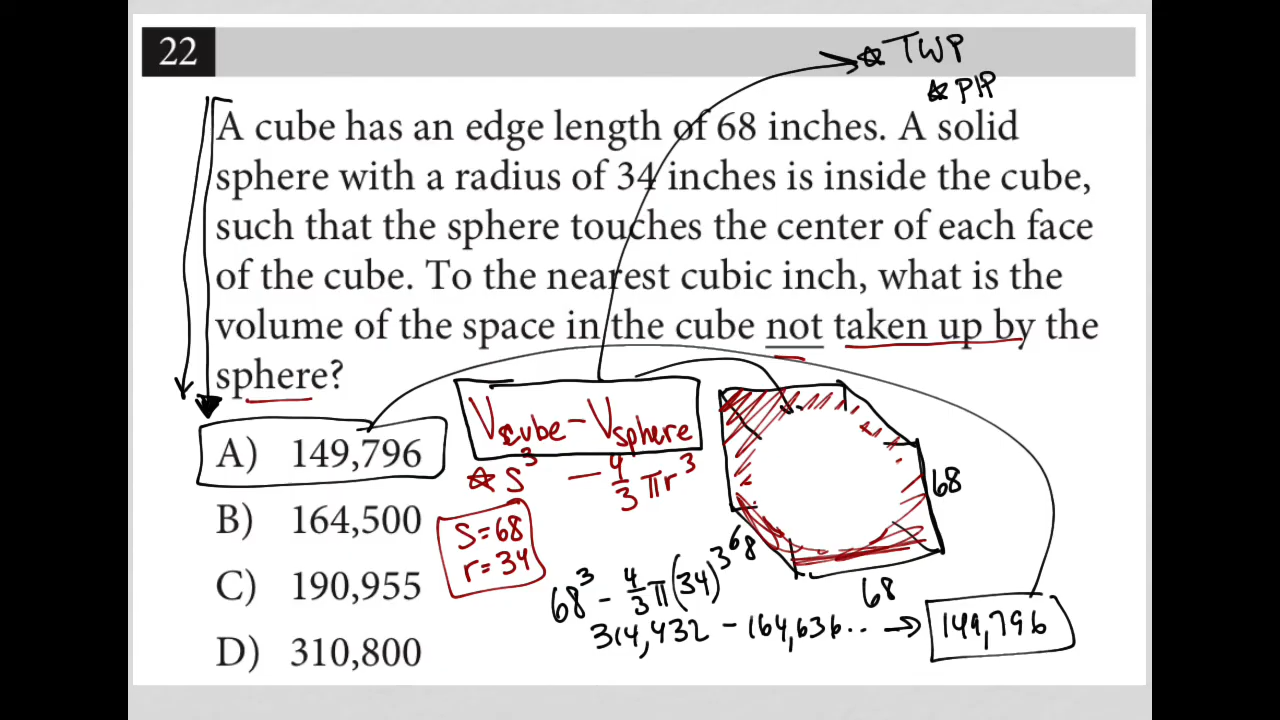 22
☆ TWP
☆ PIP
A cube has an edge length of 68 inches. A solid
sphere with a radius of 34 inches is inside the cube,
such that the sphere touches the center of each face
of the cube. To the nearest cubic inch, what is the
volume of the space in the cube not taken up by the
sphere?
A) 149,796
B) 164,500
C) 190,955
D) 310,800
Vcube - Vsphere
☆ s³ - 4/3 πr³
s=68
r=34
68
68
68
68³ - 4/3 π(34)³
314,432 - 164,636.. → 149,796